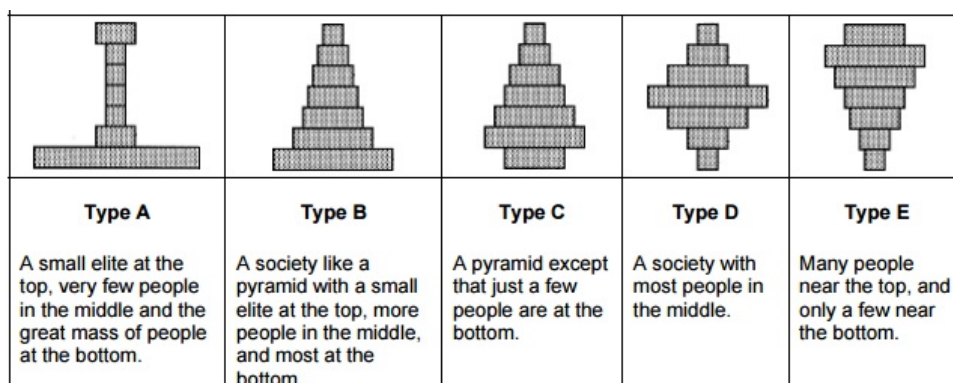 Type A
A small elite at the
top, very few people
in the middle and the
great mass of people
at the bottom.
Type B
A society like a
pyramid with a small
elite at the top, more
people in the middle,
and most at the
bottom
Type C
A pyramid except
that just a few
people are at the
bottom.
Type D
A society with
most people in
the middle.
Type E
Many people
near the top, and
only a few near
the bottom.